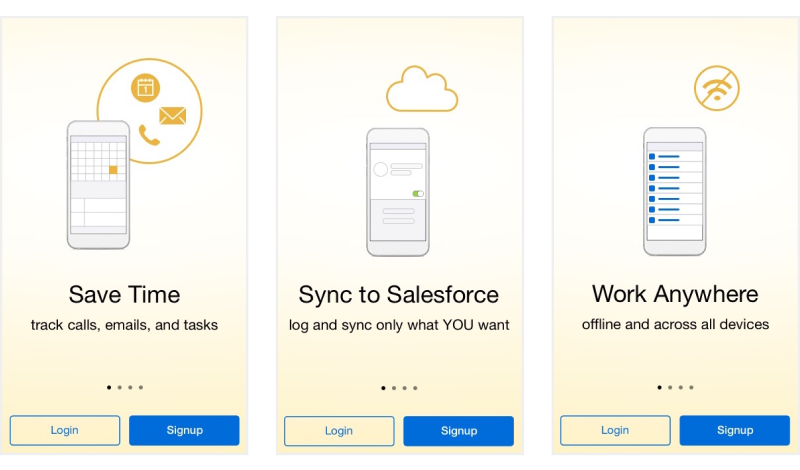 1
Save Time
track calls, emails, and tasks
Login
Signup
Sync to Salesforce
log and sync only what YOU want
Login
Signup
Work Anywhere
offline and across all devices
Login
Signup